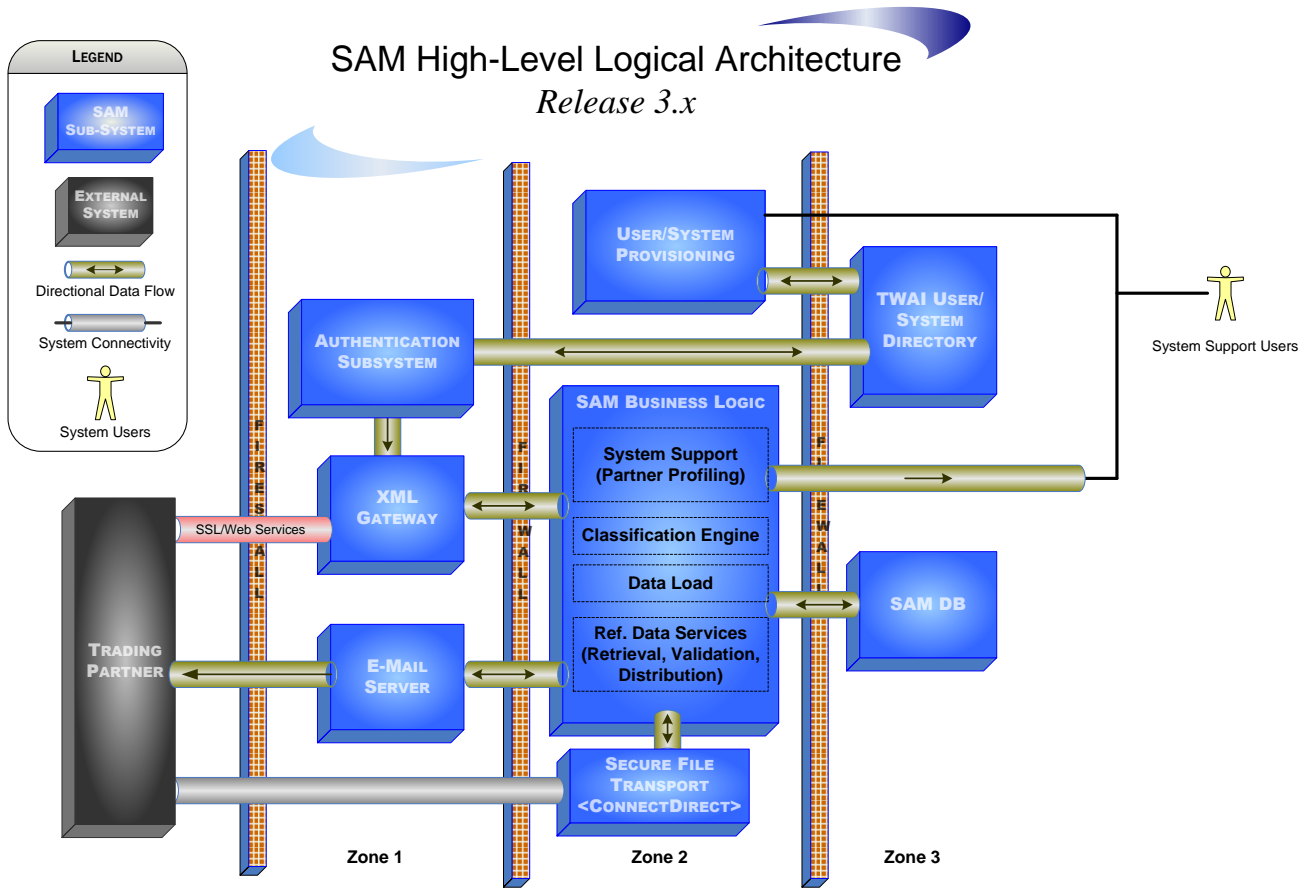 SAM High-Level Logical Architecture
Release 3.x
LEGEND
SAM
SUB-SYSTEM
EXTERNAL
SYSTEM
Directional Data Flow
System Connectivity
System Users
USER/SYSTEM
PROVISIONING
TWAI USER/
SYSTEM
DIRECTORY
System Support Users
AUTHENTICATION
SUBSYSTEM
SAM BUSINESS LOGIC
System Support
(Partner Profiling)
Classification Engine
Data Load
Ref. Data Services
(Retrieval, Validation,
Distribution)
XML
GATEWAY
SSL/Web Services
SAM DB
TRADING
PARTNER
E-MAIL
SERVER
SECURE FILE
TRANSPORT
<CONNECTDIRECT>
Zone 1
Zone 2
Zone 3